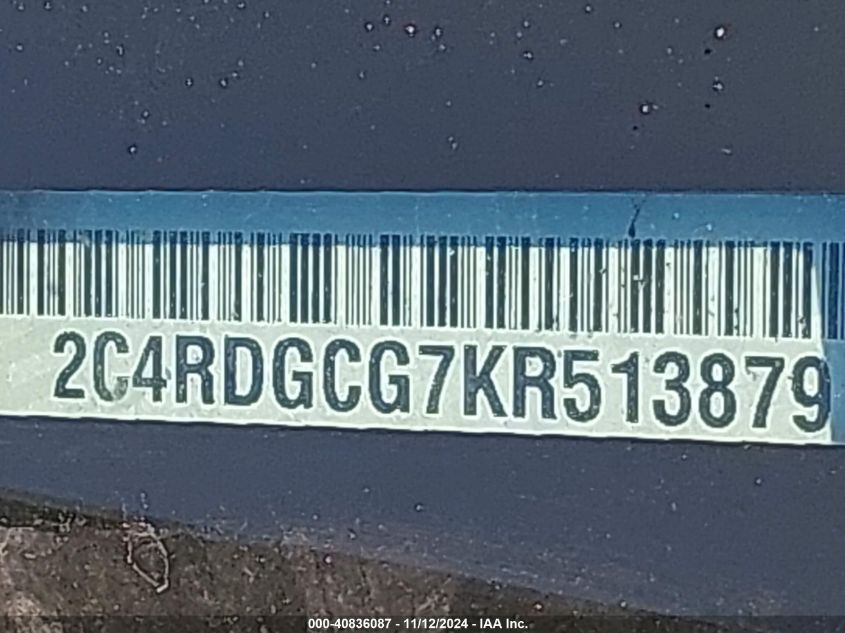 2C4RDGCG7KR513879
000-40836087 - 11/12/2024 - IAA Inc.